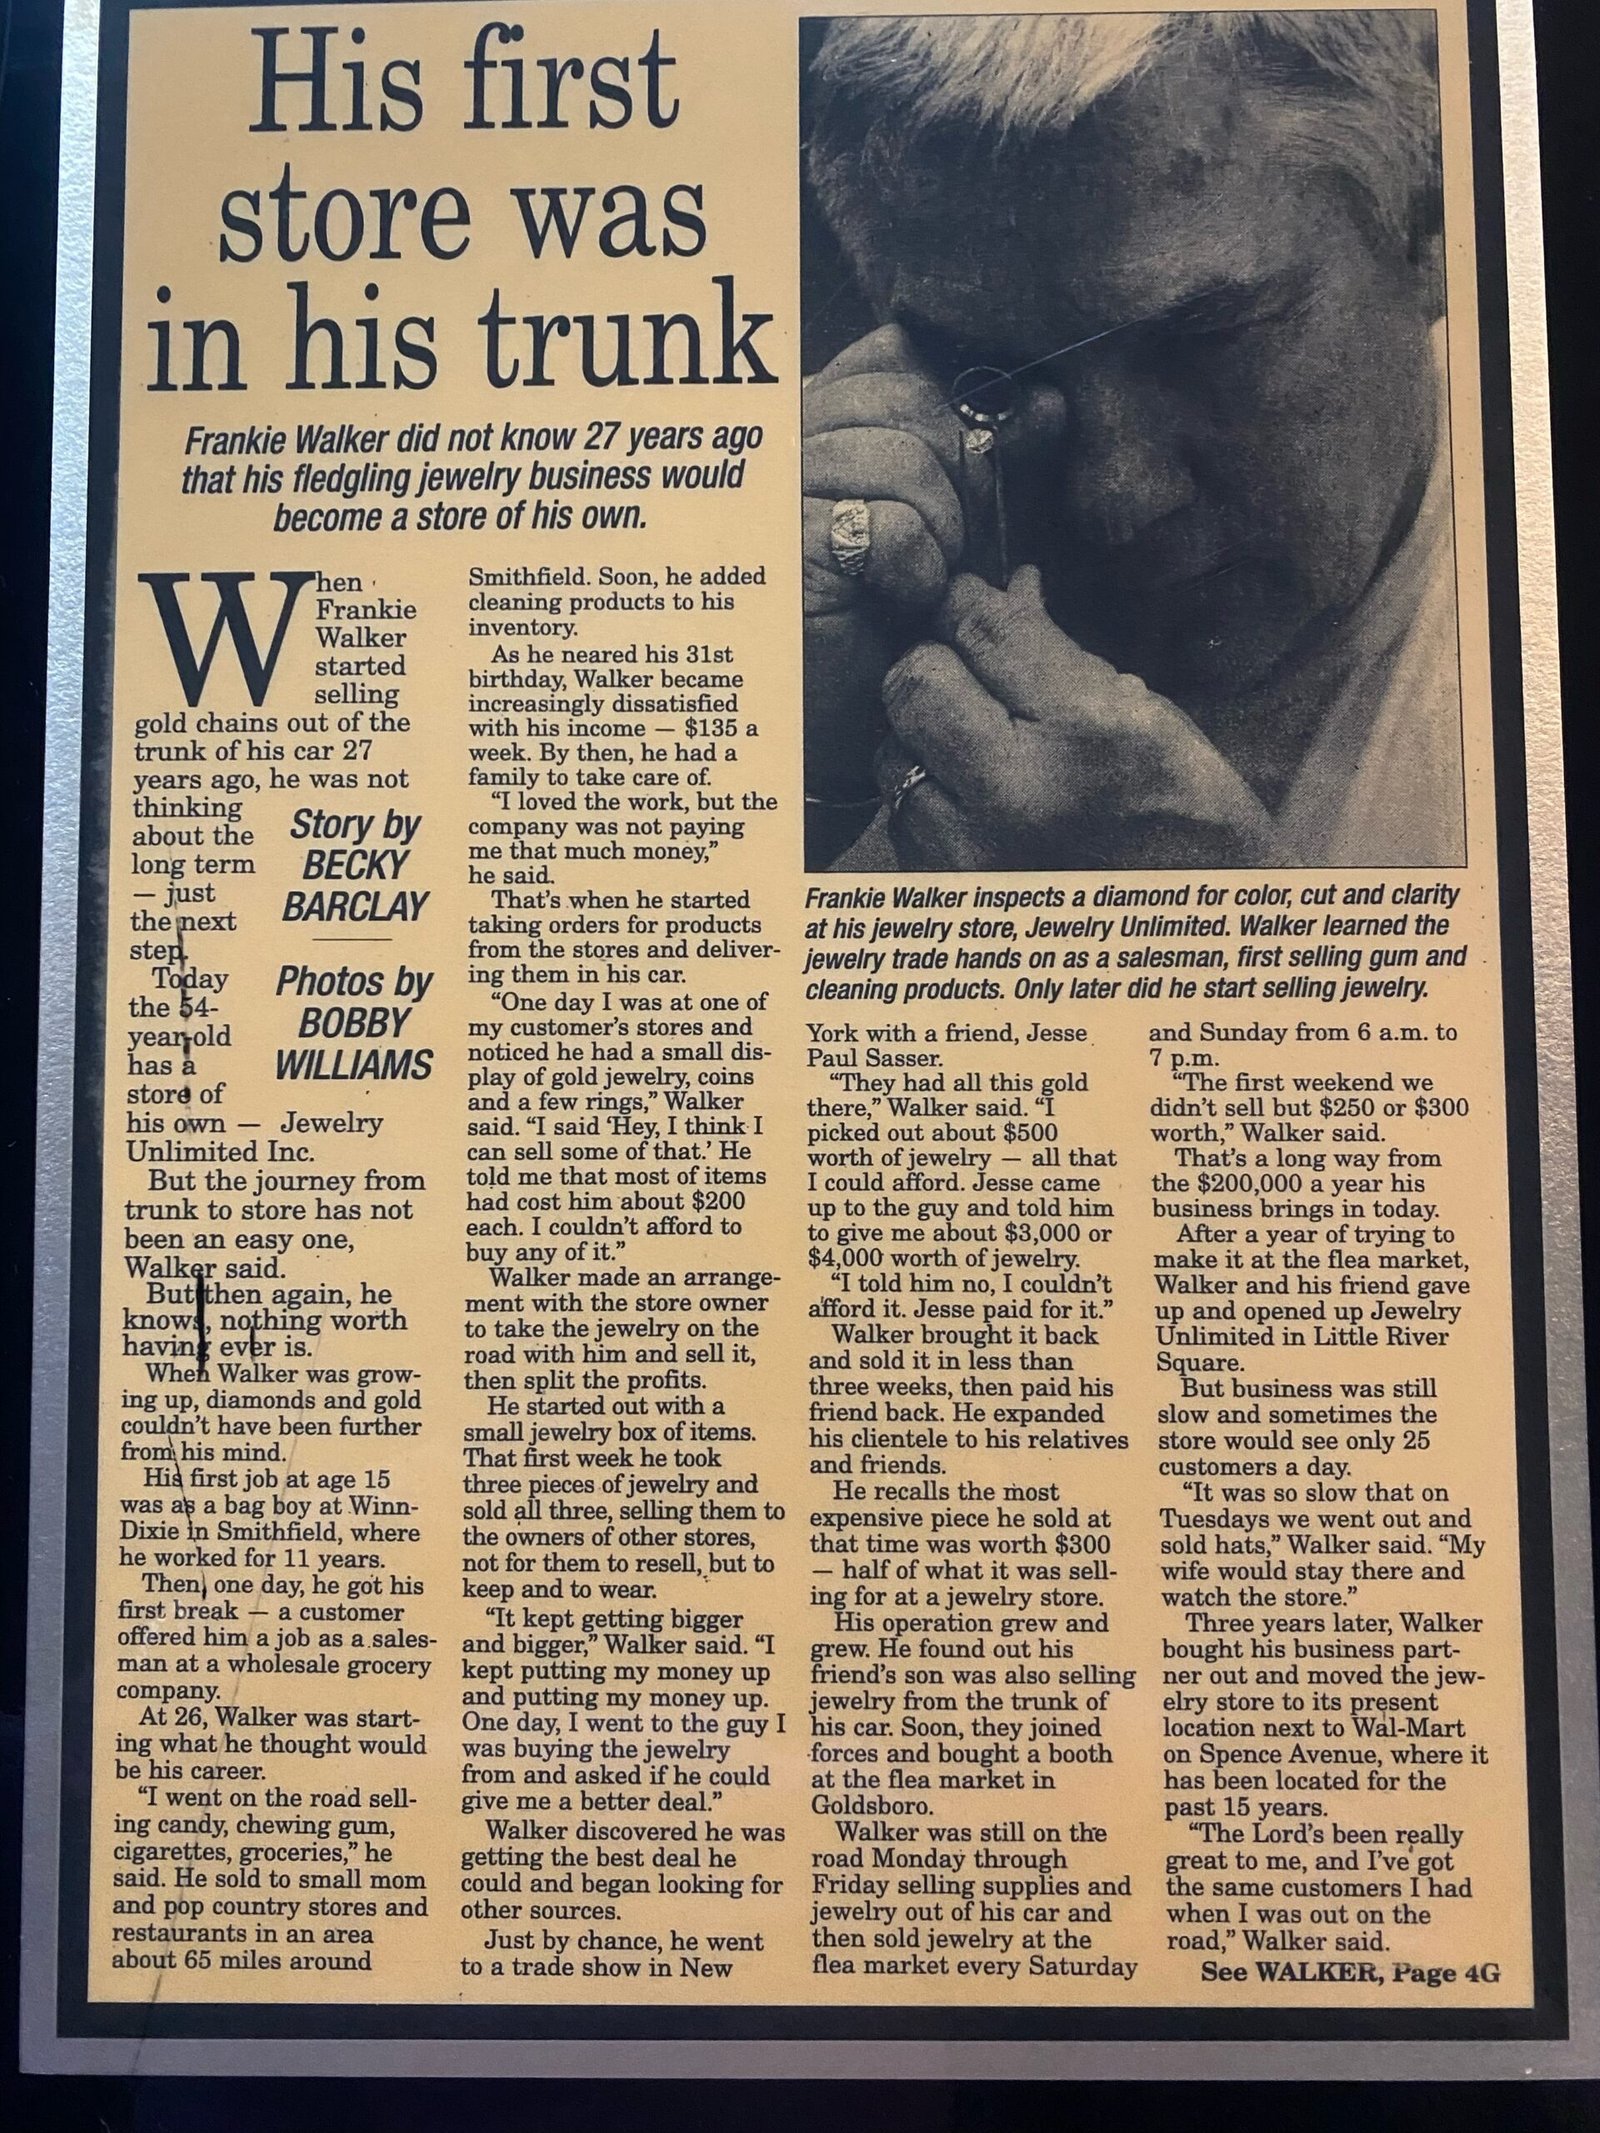 His first
store was
in his trunk
Frankie Walker did not know 27 years ago
that his fledgling jewelry business would
become a store of his own.
When
Frankie
Walker
started
selling
gold chains out of the
trunk of his car 27
years ago, he was not
thinking
about the
long term
— just
the next
step.
Today
the 54-
year-old
has a
store of
his own — Jewelry
Unlimited Inc.
But the journey from
trunk to store has not
been an easy one,
Walker said.
But then again, he
knows, nothing worth
having ever is.
When Walker was grow-
ing up, diamonds and gold
couldn't have been further
from his mind.
His first job at age 15
was as a bag boy at Winn-
Dixie in Smithfield, where
he worked for 11 years.
Then, one day, he got his
first break — a customer
offered him a job as a sales-
man at a wholesale grocery
company.
At 26, Walker was start-
ing what he thought would
be his career.
"I went on the road sell-
ing candy, chewing gum,
cigarettes, groceries," he
said. He sold to small mom
and pop country stores and
restaurants in an area
about 65 miles around
Story by
BECKY
BARCLAY
Photos by
BOBBY
WILLIAMS
Smithfield. Soon, he added
cleaning products to his
inventory.
As he neared his 31st
birthday, Walker became
increasingly dissatisfied
with his income — $135 a
week. By then, he had a
family to take care of.
"I loved the work, but the
company was not paying
me that much money,"
he said.
That's when he started
taking orders for products
from the stores and deliver-
ing them in his car.
"One day I was at one of
my customer's stores and
noticed he had a small dis-
play of gold jewelry, coins
and a few rings," Walker
said. "I said 'Hey, I think I
can sell some of that.' He
told me that most of items
had cost him about $200
each. I couldn't afford to
buy any of it."
Walker made an arrange-
ment with the store owner
to take the jewelry on the
road with him and sell it,
then split the profits.
He started out with a
small jewelry box of items.
That first week he took
three pieces of jewelry and
sold all three, selling them to
the owners of other stores,
not for them to resell, but to
keep and to wear.
"It kept getting bigger
and bigger," Walker said. "I
kept putting my money up
and putting my money up.
One day, I went to the guy I
was buying the jewelry
from and asked if he could
give me a better deal."
Walker discovered he was
getting the best deal he
could and began looking for
other sources.
Just by chance, he went
to a trade show in New
Frankie Walker inspects a diamond for color, cut and clarity
at his jewelry store, Jewelry Unlimited. Walker learned the
jewelry trade hands on as a salesman, first selling gum and
cleaning products. Only later did he start selling jewelry.
York with a friend, Jesse
Paul Sasser.
"They had all this gold
there," Walker said. "I
picked out about $500
worth of jewelry — all that
I could afford. Jesse came
up to the guy and told him
to give me about $3,000 or
$4,000 worth of jewelry.
"I told him no, I couldn't
afford it. Jesse paid for it."
Walker brought it back
and sold it in less than
three weeks, then paid his
friend back. He expanded
his clientele to his relatives
and friends.
He recalls the most
expensive piece he sold at
that time was worth $300
— half of what it was sell-
ing for at a jewelry store.
His operation grew and
grew. He found out his
friend's son was also selling
jewelry from the trunk of
his car. Soon, they joined
forces and bought a booth
at the flea market in
Goldsboro.
Walker was still on the
road Monday through
Friday selling supplies and
jewelry out of his car and
then sold jewelry at the
flea market every Saturday
and Sunday from 6 a.m. to
7 p.m.
"The first weekend we
didn't sell but $250 or $300
worth," Walker said.
That's a long way from
the $200,000 a year his
business brings in today.
After a year of trying to
make it at the flea market,
Walker and his friend gave
up and opened up Jewelry
Unlimited in Little River
Square.
But business was still
slow and sometimes the
store would see only 25
customers a day.
"It was so slow that on
Tuesdays we went out and
sold hats," Walker said. "My
wife would stay there and
watch the store."
Three years later, Walker
bought his business part-
ner out and moved the jew-
elry store to its present
location next to Wal-Mart
on Spence Avenue, where it
has been located for the
past 15 years.
"The Lord's been really
great to me, and I've got
the same customers I had
when I was out on the
road," Walker said.
See WALKER, Page 4G